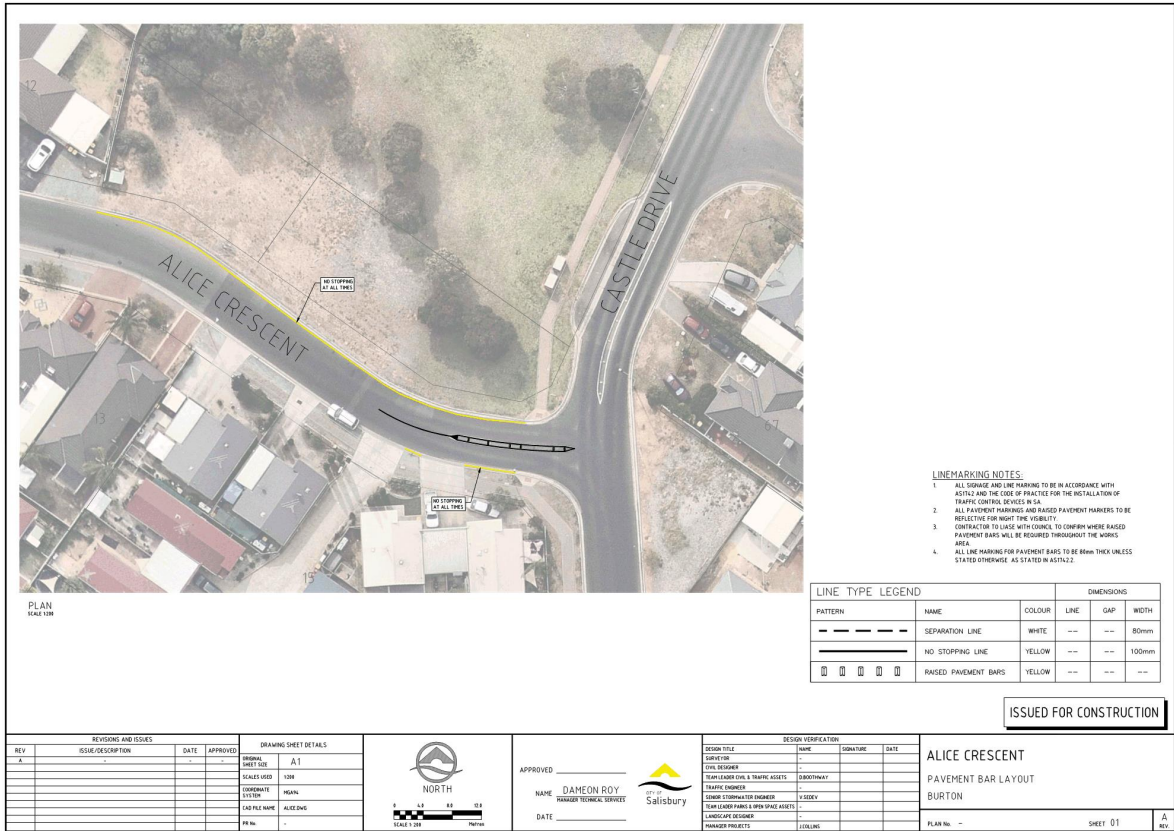 12
ALICE CRESCENT
CASTLE DRIVE
NO STOPPING
AT ALL TIMES
13
67
NO STOPPING
AT ALL TIMES
15
PLAN
SCALE 1:200
LINEMARKING NOTES:
1. ALL SIGNAGE AND LINE MARKING TO BE IN ACCORDANCE WITH
AS1742 AND THE CODE OF PRACTICE FOR THE INSTALLATION OF
TRAFFIC CONTROL DEVICES IN SA.
2. ALL PAVEMENT MARKINGS AND RAISED PAVEMENT MARKERS TO BE
REFLECTIVE FOR NIGHT TIME VISIBILITY.
3. CONTRACTOR TO LIASE WITH COUNCIL TO CONFIRM WHERE RAISED
PAVEMENT BARS WILL BE REQUIRED THROUGHOUT THE WORKS
AREA.
4. ALL LINE MARKING FOR PAVEMENT BARS TO BE 80mm THICK UNLESS
STATED OTHERWISE AS STATED IN AS1742.2.
LINE TYPE LEGEND DIMENSIONS
PATTERN NAME COLOUR LINE GAP WIDTH
SEPARATION LINE WHITE -- -- 80mm
NO STOPPING LINE YELLOW -- -- 100mm
RAISED PAVEMENT BARS YELLOW -- -- --
ISSUED FOR CONSTRUCTION
REVISIONS AND ISSUES
REV ISSUE/DESCRIPTION DATE APPROVED
A - - -
DRAWING SHEET DETAILS
ORIGINAL
SHEET SIZE A1
SCALES USED 1:200
COORDINATE
SYSTEM MGA94
CAD FILE NAME ALICE.DWG
PR No. -
NORTH
0 4.0 8.0 12.0
SCALE 1: 200 Metres
APPROVED
NAME DAMEON ROY
MANAGER TECHNICAL SERVICES
DATE
CITY OF
Salisbury
DESIGN VERIFICATION
DESIGN TITLE NAME SIGNATURE DATE
SURVEYOR -
CIVIL DESIGNER -
TEAM LEADER CIVIL & TRAFFIC ASSETS D.BOOTHWAY
TRAFFIC ENGINEER -
SENIOR STORMWATER ENGINEER V.SEDEV
TEAM LEADER PARKS & OPEN SPACE ASSETS -
LANDSCAPE DESIGNER -
MANAGER PROJECTS J.COLLINS
ALICE CRESCENT
PAVEMENT BAR LAYOUT
BURTON
PLAN No. - SHEET 01 A
REV.